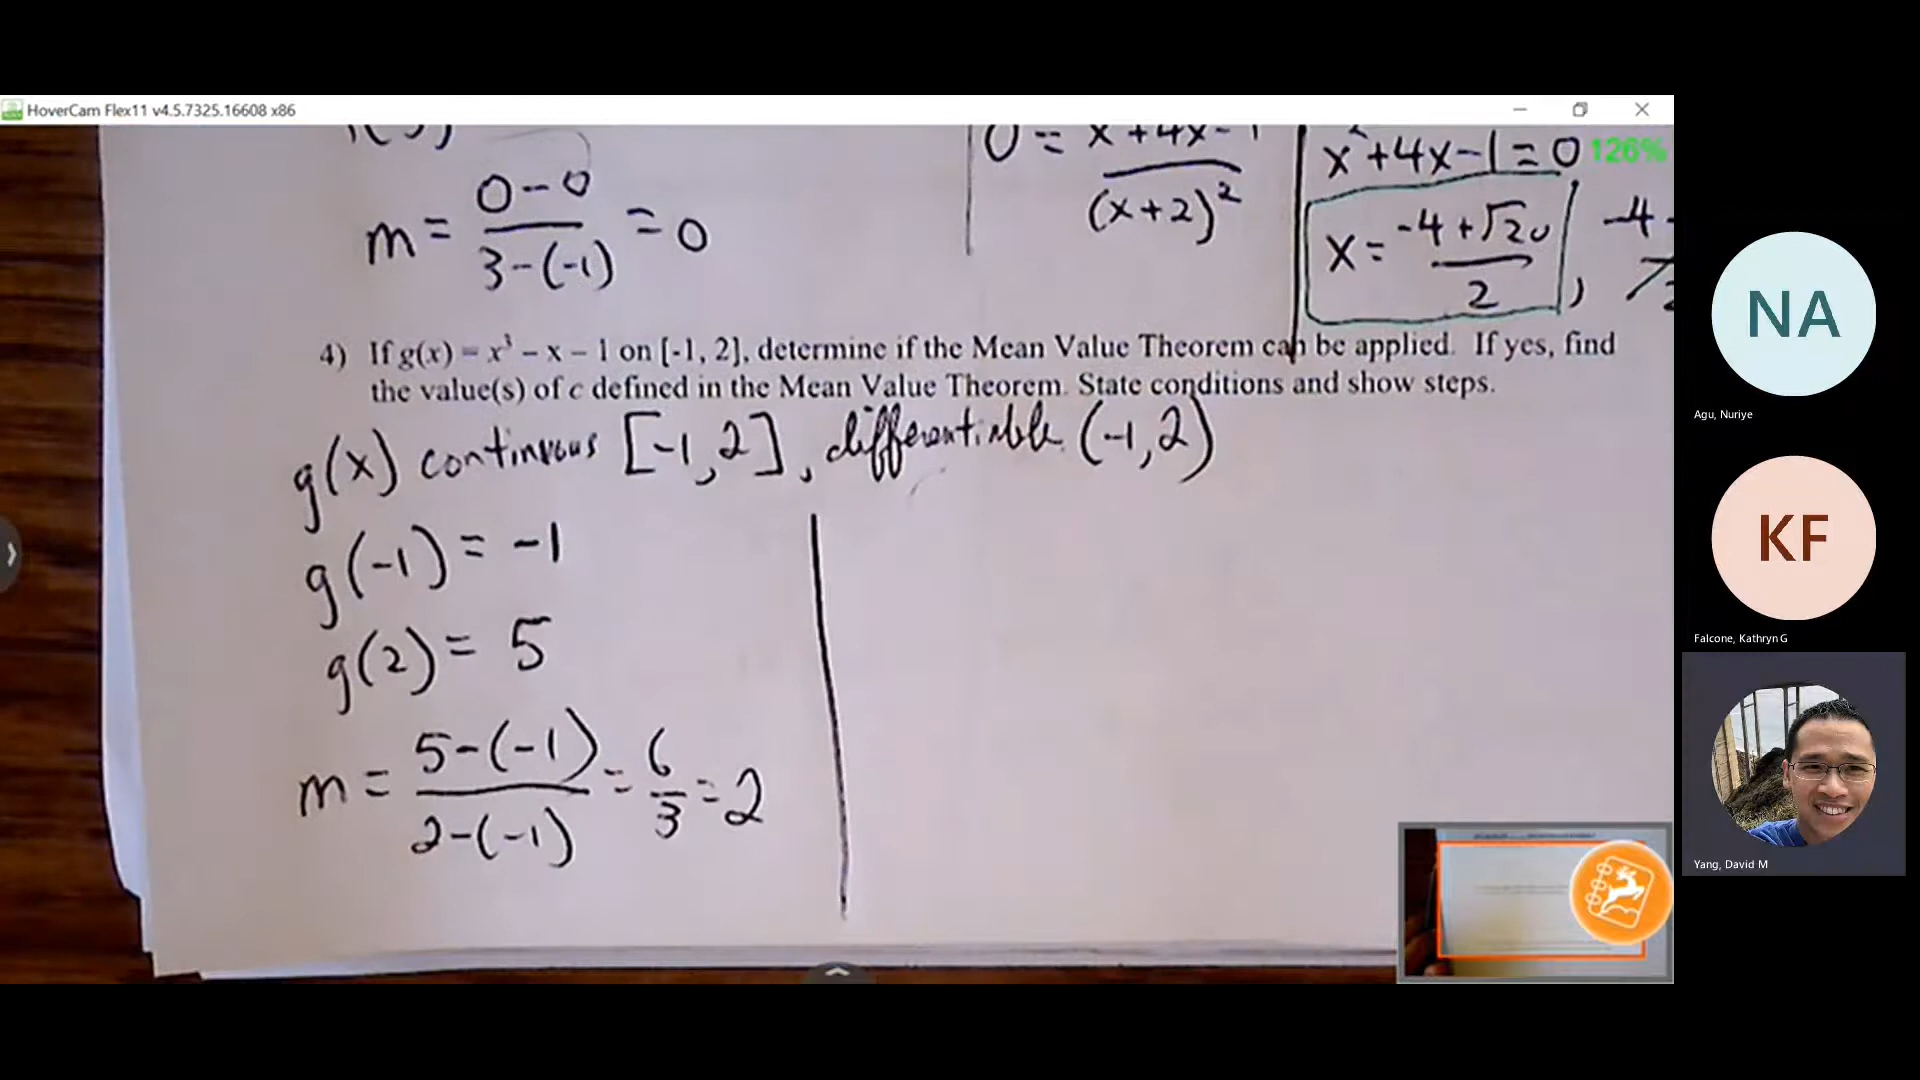 HoverCam Flex11 v4.5.7325.16608 x86
126%
m = 0-0 / 3-(-1) = 0
(x+2)²
x²+4x-1=0
x = -4+√20 / 2 ,
4) If g(x) = x³ – x – 1 on [-1, 2], determine if the Mean Value Theorem can be applied. If yes, find
the value(s) of c defined in the Mean Value Theorem. State conditions and show steps.
g(x) continuous [-1,2], differentiable (-1,2)
g(-1) = -1
g(2) = 5
m = 5-(-1) / 2-(-1) = 6/3 = 2
NA
Agu, Nuriye
KF
Falcone, Kathryn G
Yang, David M